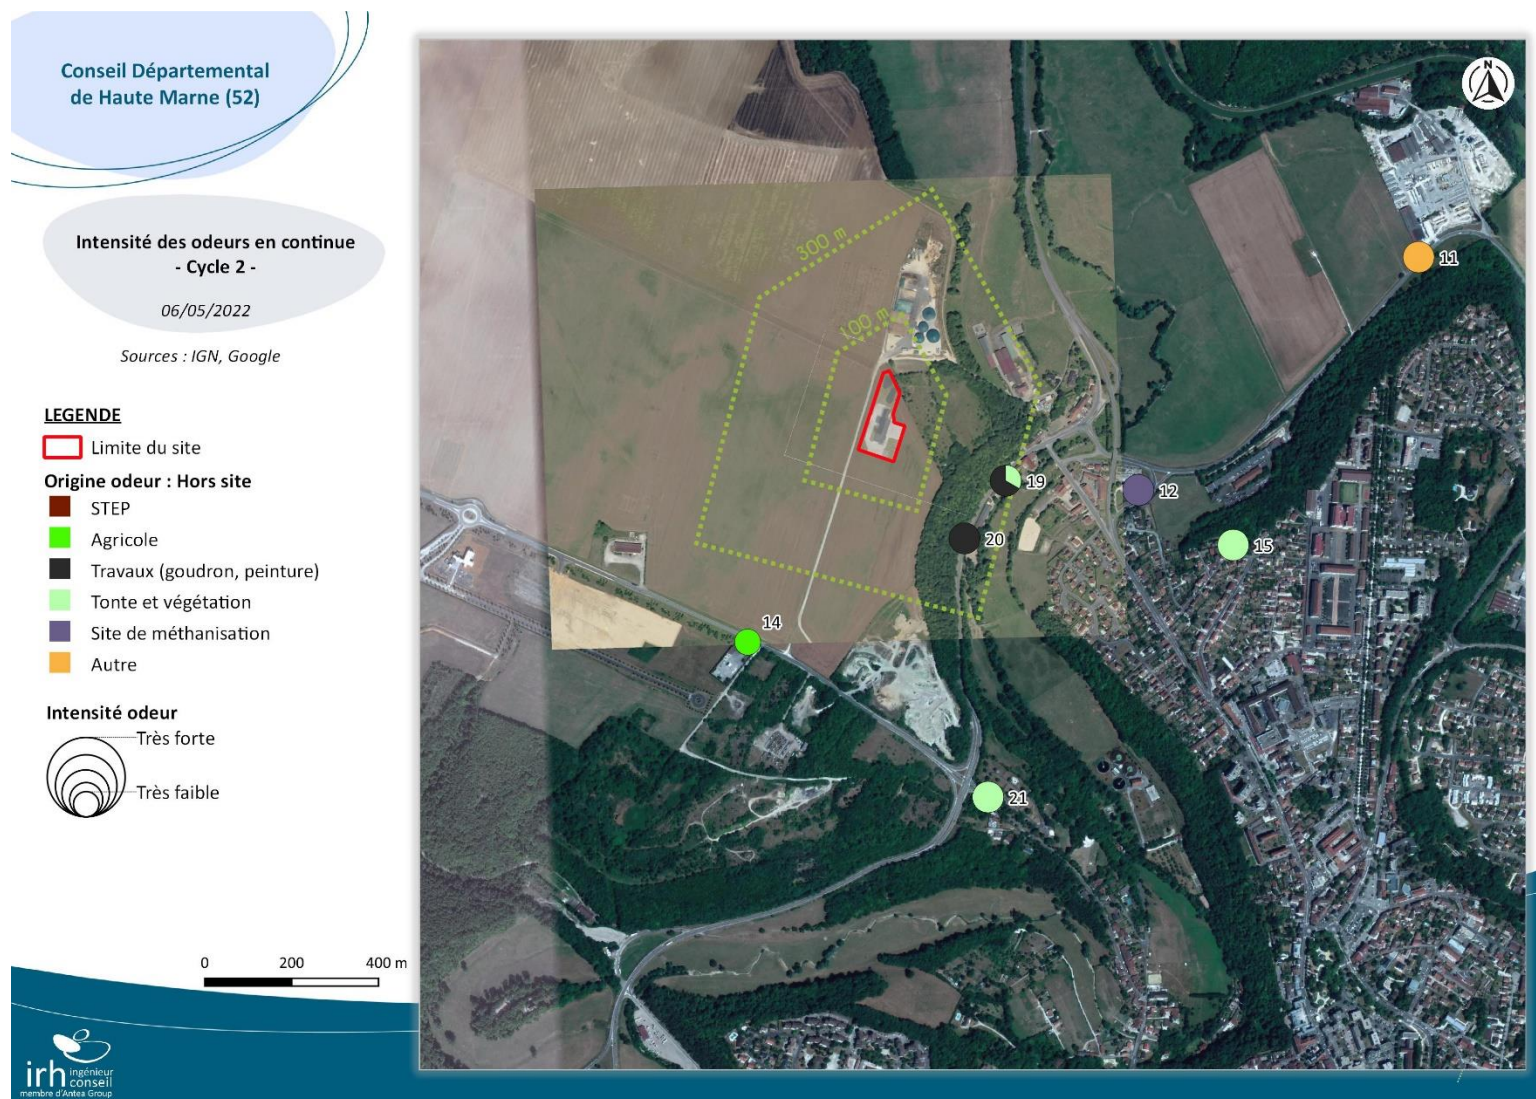 Conseil Départemental
de Haute Marne (52)
Intensité des odeurs en continue
- Cycle 2 -
06/05/2022
Sources : IGN, Google
LEGENDE
Limite du site
Origine odeur : Hors site
STEP
Agricole
Travaux (goudron, peinture)
Tonte et végétation
Site de méthanisation
Autre
Intensité odeur
Très forte
Très faible
0 200 400 m
irh ingénieur
conseil
membre d'Antea Group
N
300 m
100 m
11
19
12
20
15
14
21